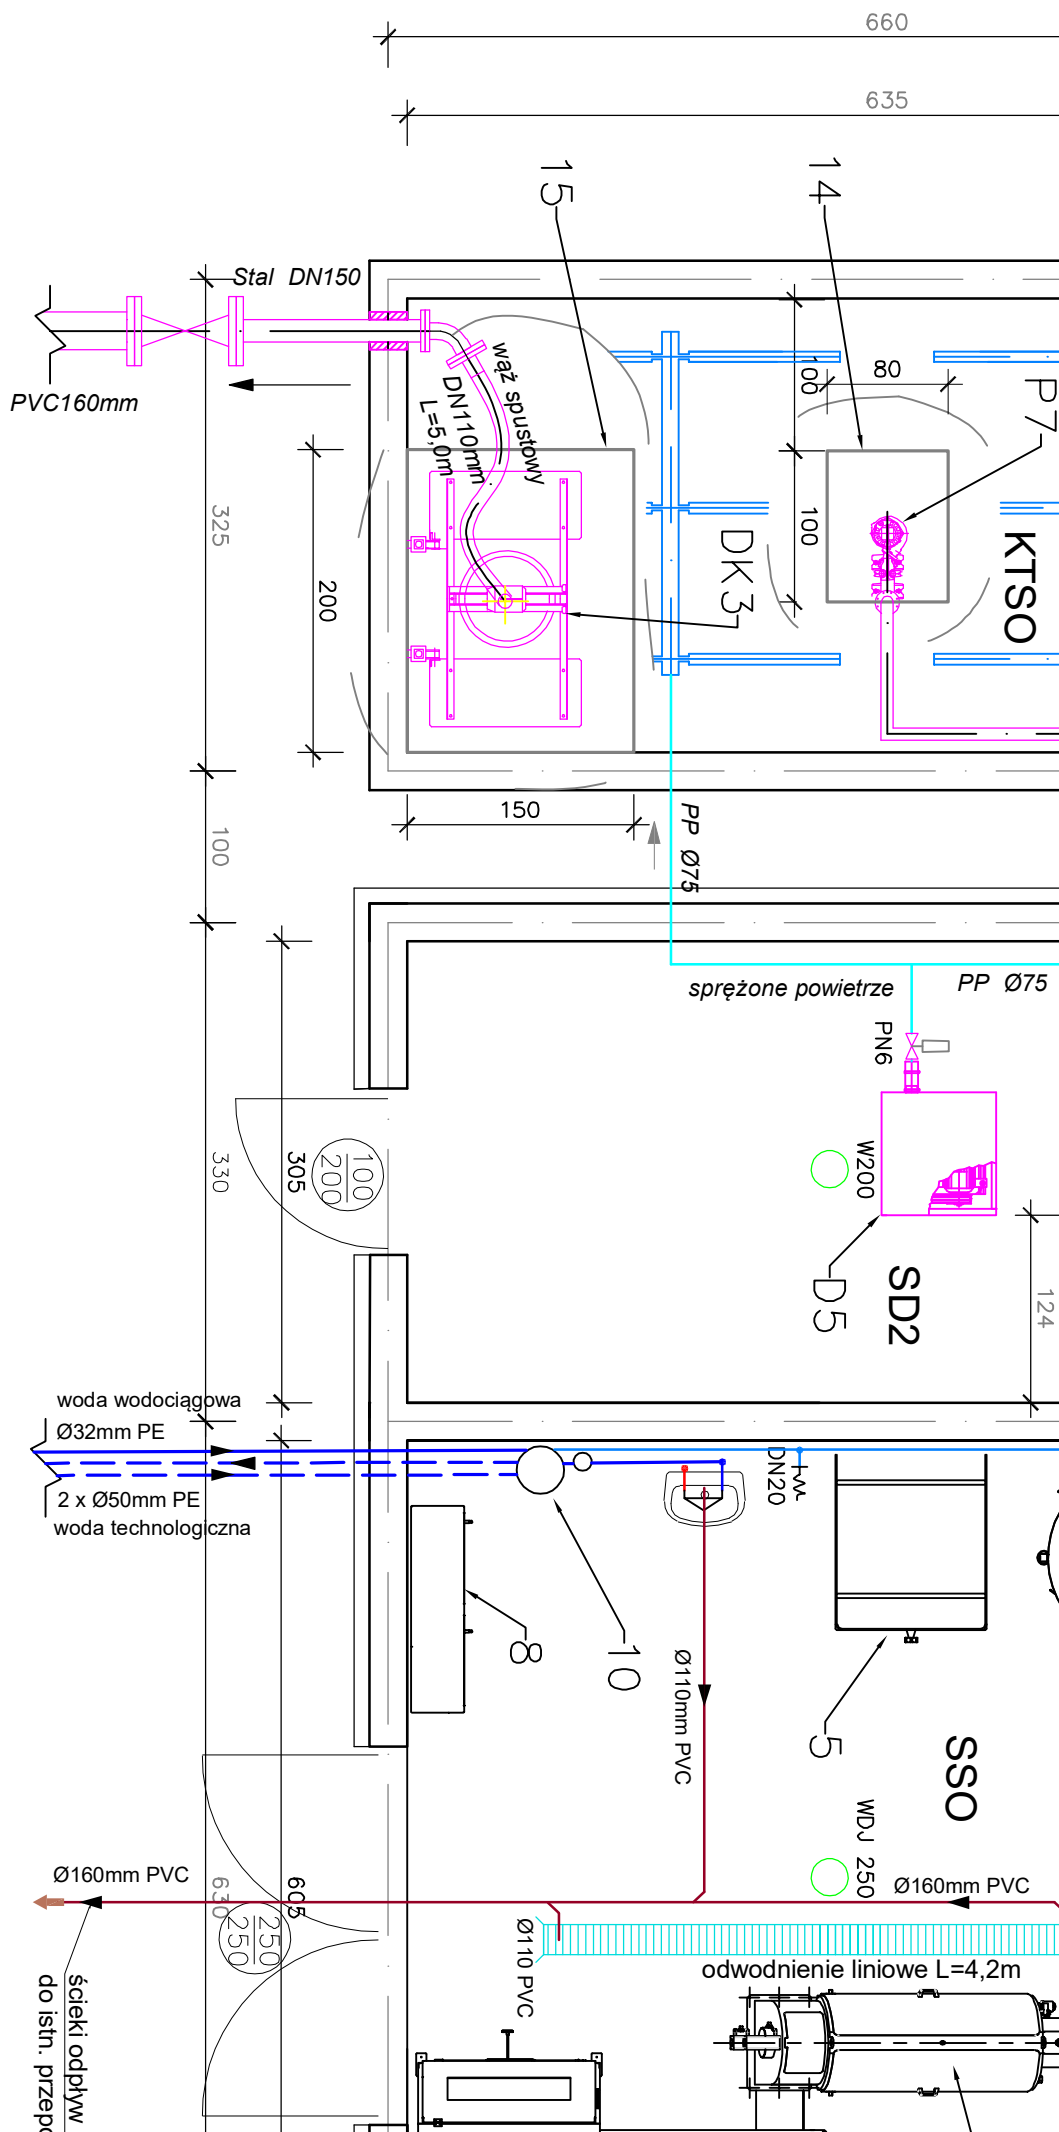 660
635
15
14
Stal DN150
PVC160mm
wąż spustowy
DN110mm
L=5,0m
100
80
P7
100
KTSO
DK3
325
200
150
100
PP Ø75
sprężone powietrze
PP Ø75
PN6
W200
D5
SD2
124
100
200
305
330
woda wodociągowa
Ø32mm PE
2 x Ø50mm PE
woda technologiczna
DN20
8
10
5
Ø110mm PVC
SSO
WDJ 250
Ø160mm PVC
Ø160mm PVC
605
630
250
250
Ø110 PVC
odwodnienie liniowe L=4,2m
ścieki odpływ
do istn.